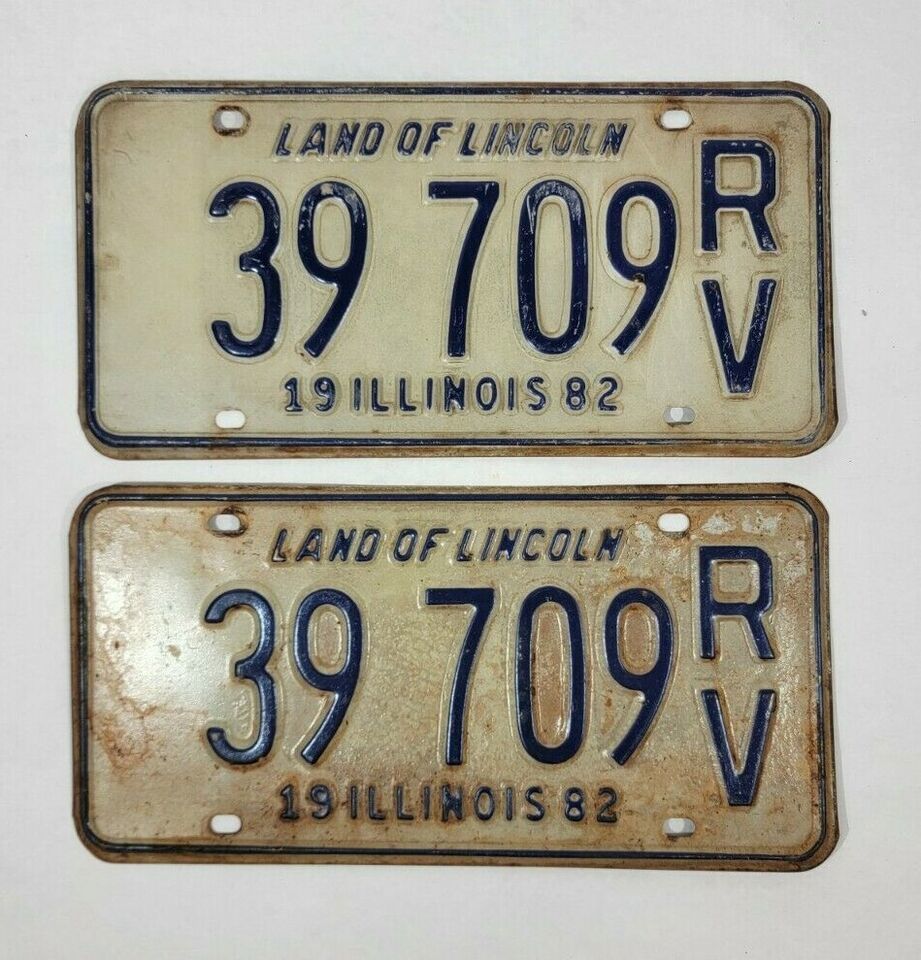 LAND OF LINCOLN
39 709 RV
19 ILLINOIS 82
LAND OF LINCOLN
39 709 RV
19 ILLINOIS 82